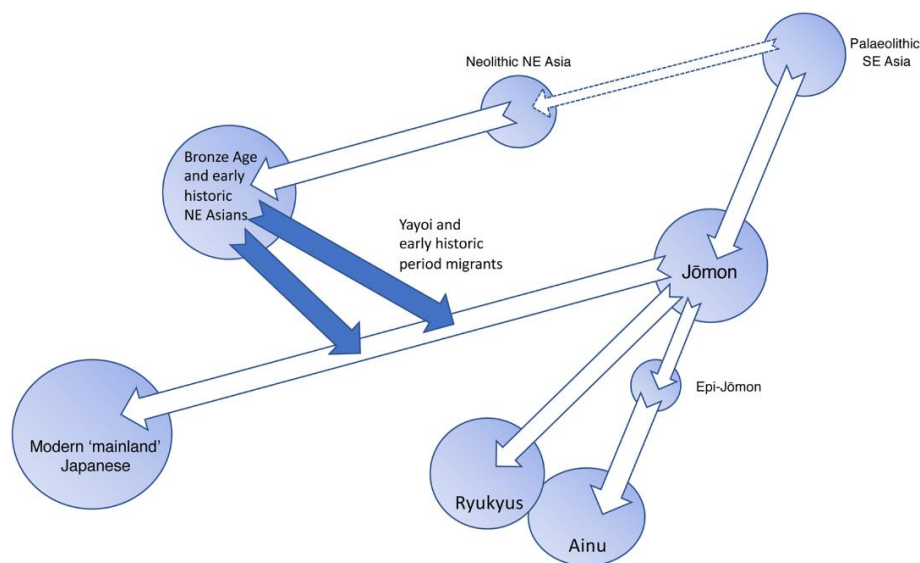 Palaeolithic
SE Asia
Neolithic NE Asia
Bronze Age
and early
historic
NE Asians
Yayoi and
early historic
period migrants
Jōmon
Epi-Jōmon
Modern ‘mainland’
Japanese
Ryukyus
Ainu